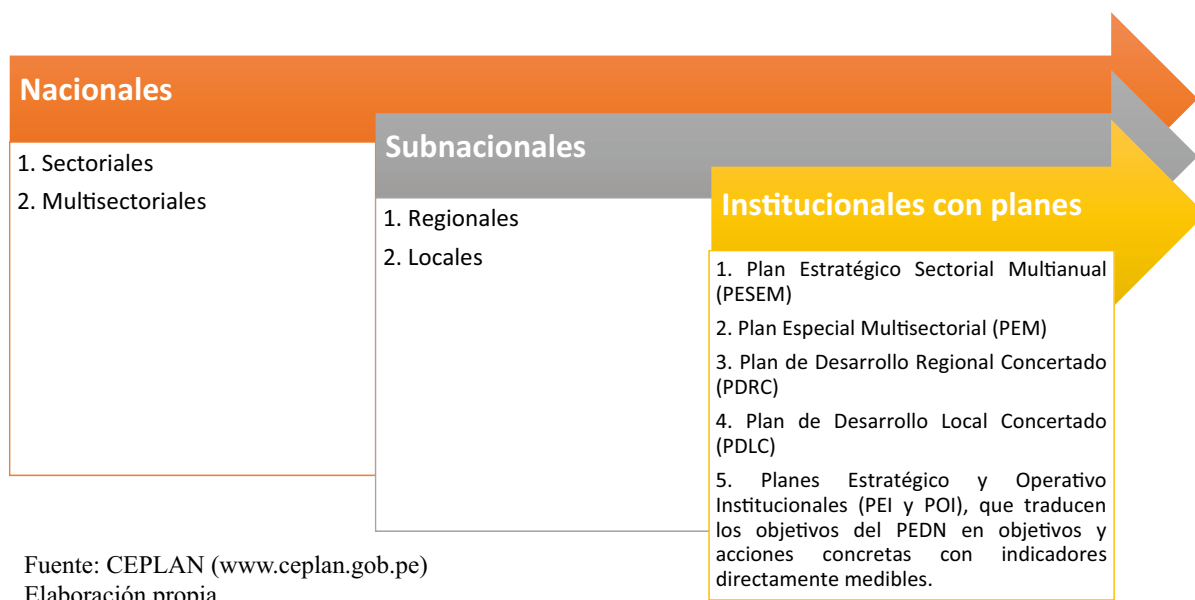 Nacionales
1. Sectoriales
2. Multisectoriales
Subnacionales
1. Regionales
2. Locales
Institucionales con planes
1. Plan Estratégico Sectorial Multianual
(PESEM)
2. Plan Especial Multisectorial (PEM)
3. Plan de Desarrollo Regional Concertado
(PDRC)
4. Plan de Desarrollo Local Concertado
(PDLC)
5. Planes Estratégico y Operativo
Institucionales (PEI y POI), que traducen
los objetivos del PEDN en objetivos y
acciones concretas con indicadores
directamente medibles.
Fuente: CEPLAN (www.ceplan.gob.pe)
Elaboración propia